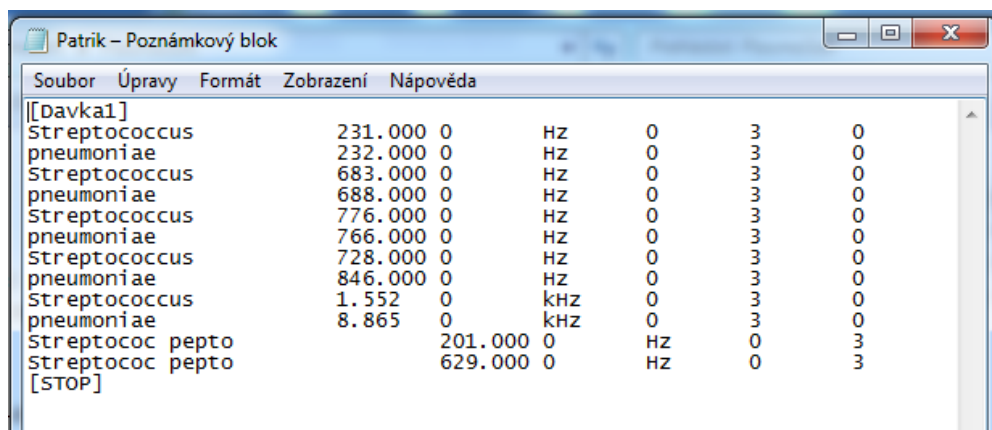 Patrik – Poznámkový blok
Soubor Úpravy Formát Zobrazení Nápověda
[Davka1]
Streptococcus 231.000 0 Hz 0 3 0
pneumoniae 232.000 0 Hz 0 3 0
Streptococcus 683.000 0 Hz 0 3 0
pneumoniae 688.000 0 Hz 0 3 0
Streptococcus 776.000 0 Hz 0 3 0
pneumoniae 766.000 0 Hz 0 3 0
Streptococcus 728.000 0 Hz 0 3 0
pneumoniae 846.000 0 Hz 0 3 0
Streptococcus 1.552 0 kHz 0 3 0
pneumoniae 8.865 0 kHz 0 3 0
Streptococ pepto 201.000 0 Hz 0 3
Streptococ pepto 629.000 0 Hz 0 3
[STOP]